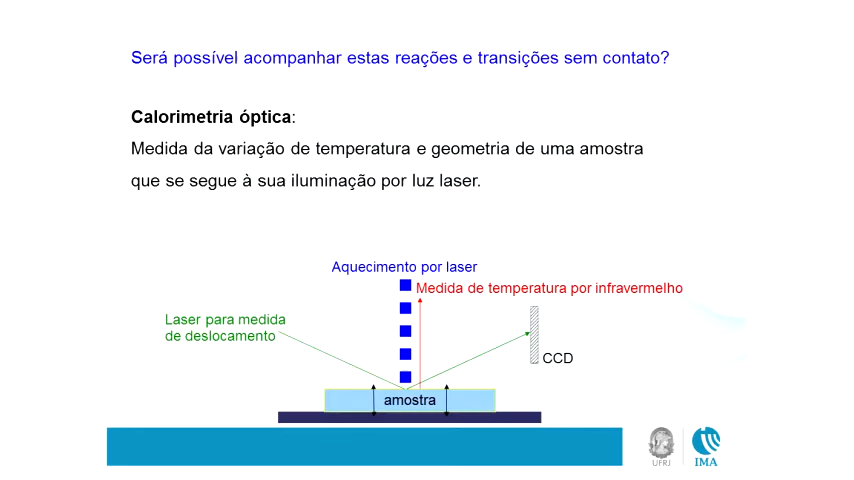 Será possível acompanhar estas reações e transições sem contato?
Calorimetria óptica:
Medida da variação de temperatura e geometria de uma amostra
que se segue à sua iluminação por luz laser.
Aquecimento por laser
Medida de temperatura por infravermelho
Laser para medida
de deslocamento
CCD
amostra
UFRJ
IMA